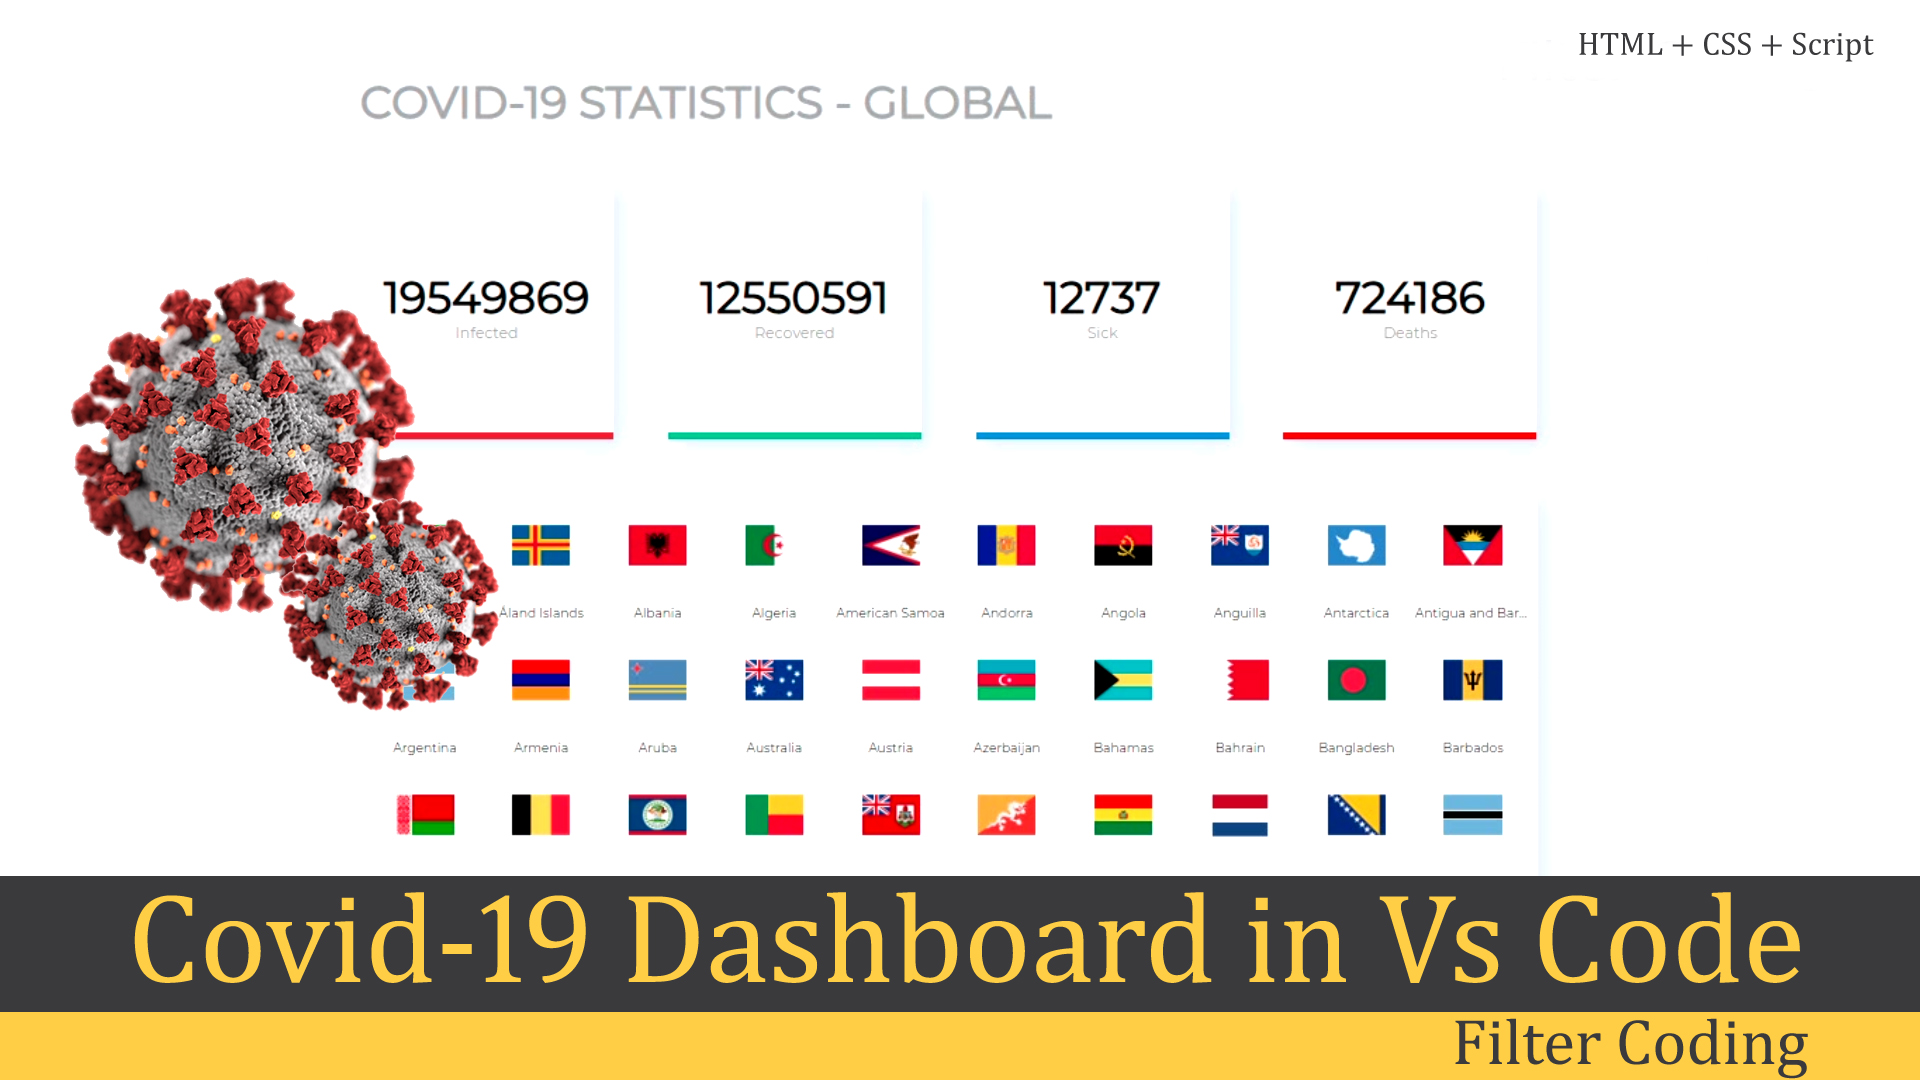 HTML + CSS + Script
COVID-19 STATISTICS - GLOBAL
19549869 12550591 12737 724186
Infected Recovered Sick Deaths
Åland Islands Albania Algeria American Samoa Andorra Angola Anguilla Antarctica Antigua and Bar...
Argentina Armenia Aruba Australia Austria Azerbaijan Bahamas Bahrain Bangladesh Barbados
Covid-19 Dashboard in Vs Code
Filter Coding